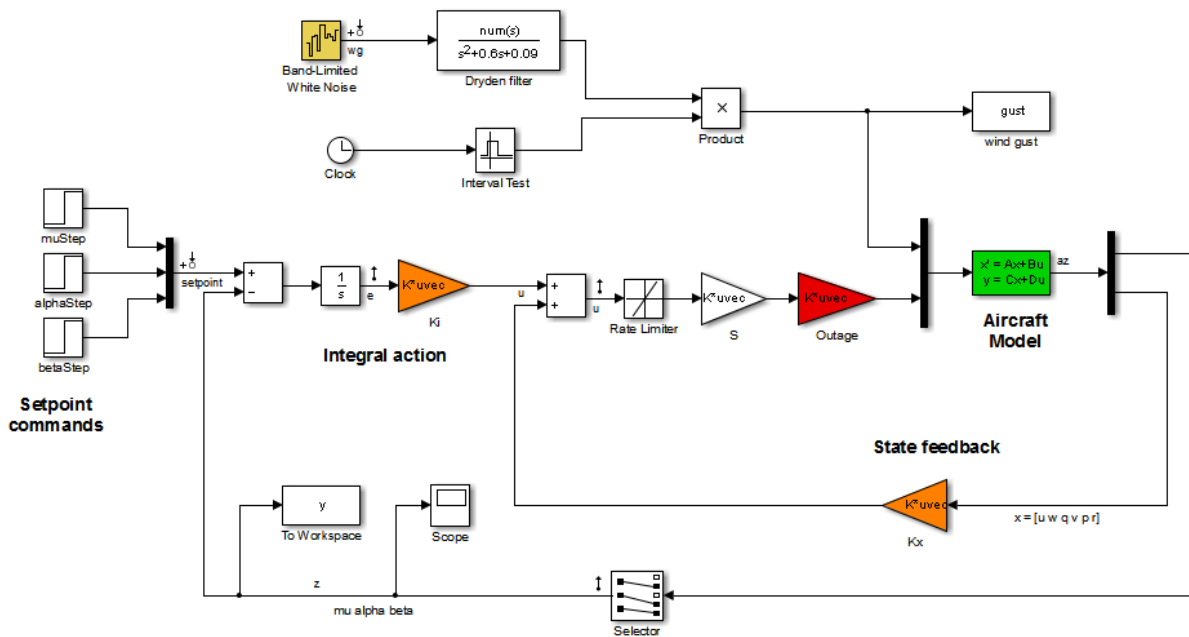 num(s)
s²+0.6s+0.09
wg
Band-Limited
White Noise
Dryden filter
×
Product
gust
wind gust
Clock
Interval Test
muStep
alphaStep
betaStep
Setpoint
commands
setpoint
+
−
1
s
e
K*uvec
Ki
Integral action
u
+
+
u
Rate Limiter
K*uvec
S
K*uvec
Outage
x' = Ax+Bu
y = Cx+Du
az
Aircraft
Model
State feedback
K*uvec
Kx
x = [u w q v p r]
y
To Workspace
Scope
z
mu alpha beta
Selector